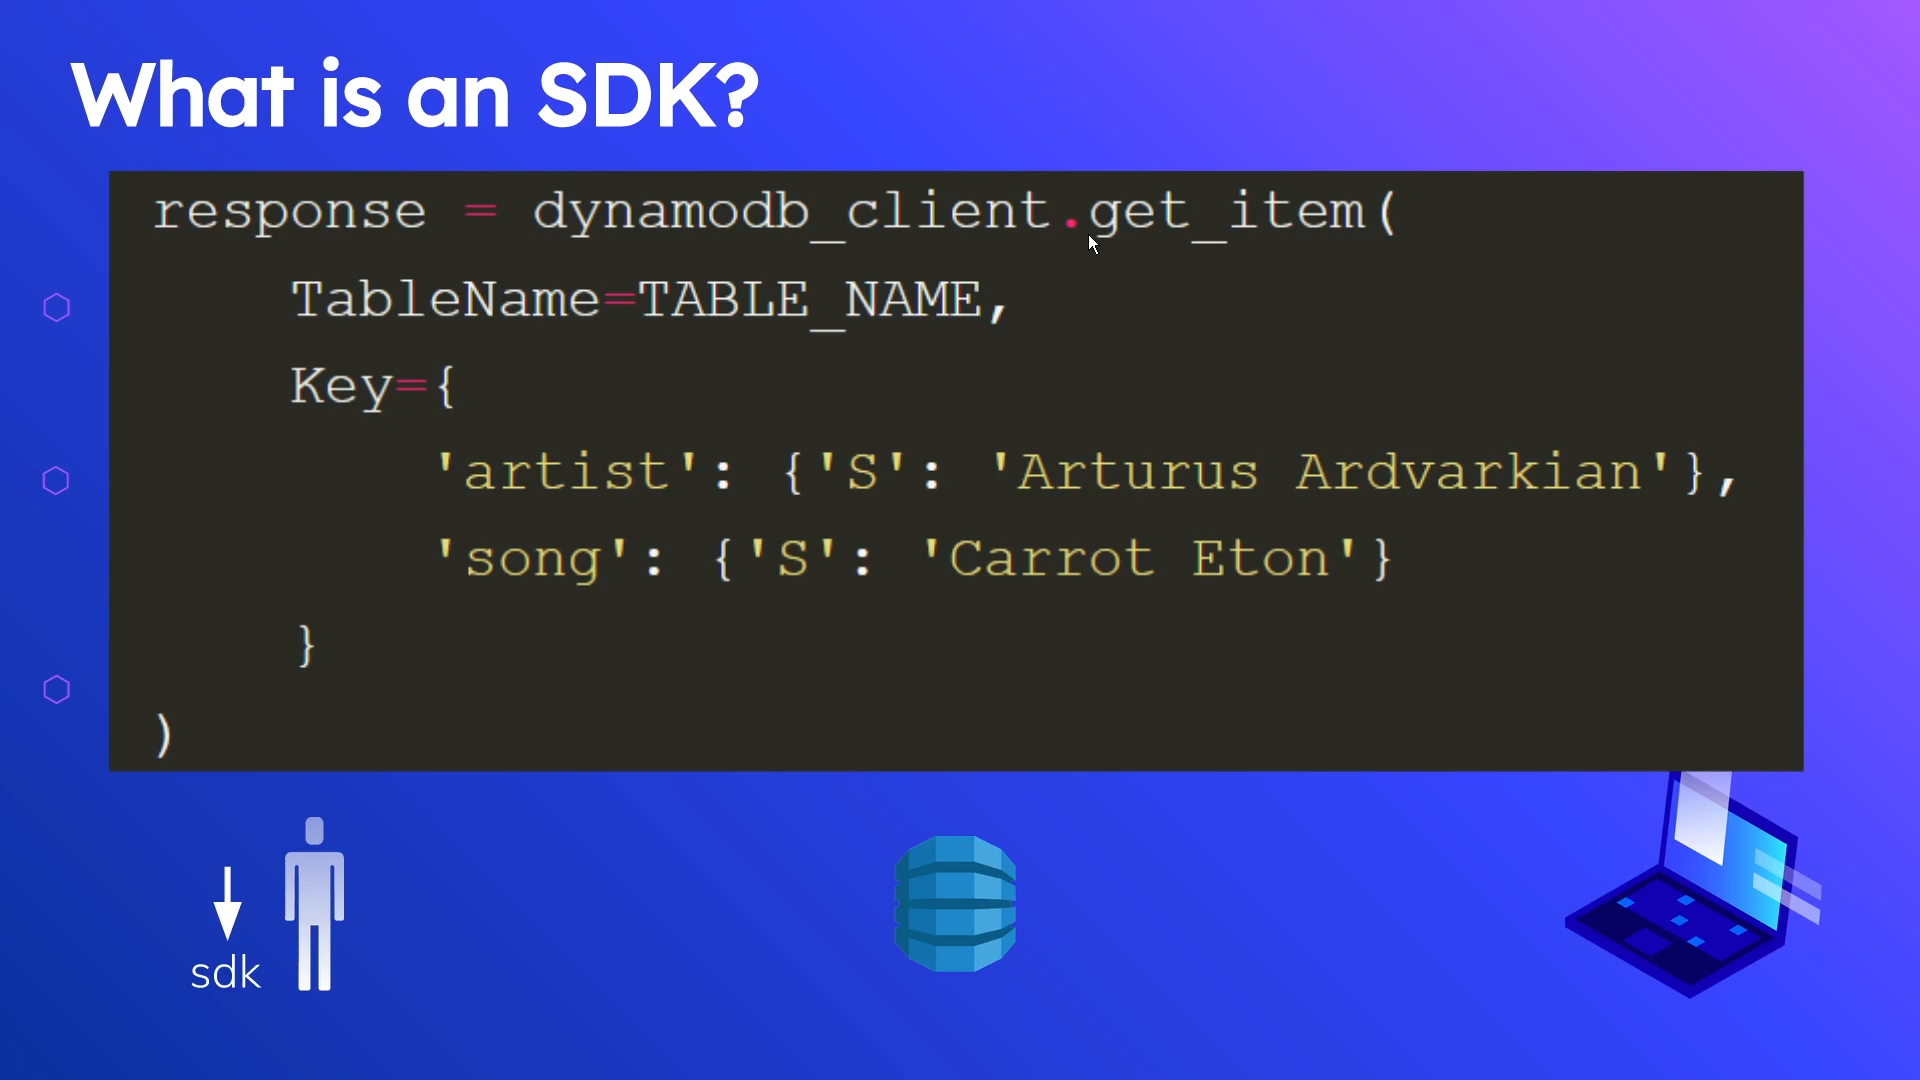 What is an SDK?
response = dynamodb_client.get_item(
TableName=TABLE_NAME,
Key={
'artist': {'S': 'Arturus Ardvarkian'},
'song': {'S': 'Carrot Eton'}
}
)
sdk